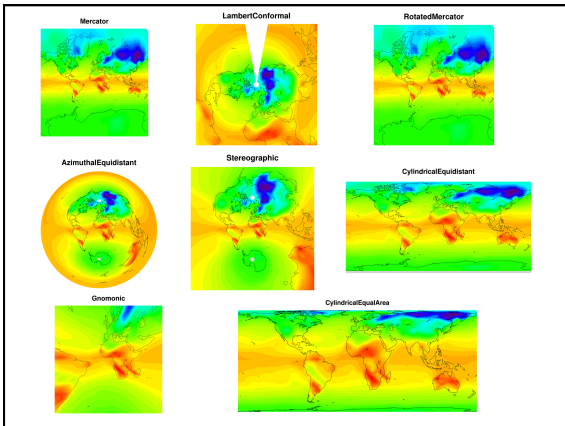 Mercator
LambertConformal
RotatedMercator
AzimuthalEquidistant
Stereographic
CylindricalEquidistant
Gnomonic
CylindricalEqualArea